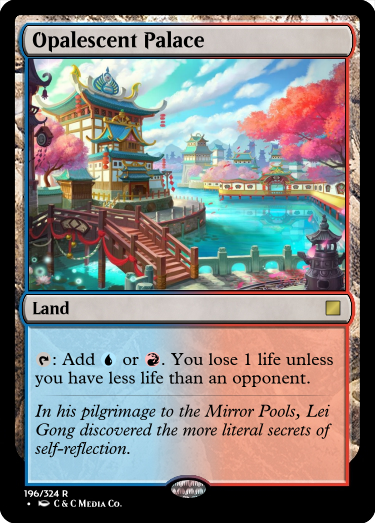 Opalescent Palace
Land
: Add or . You lose 1 life unless
you have less life than an opponent.
In his pilgrimage to the Mirror Pools, Lei
Gong discovered the more literal secrets of
self-reflection.
196/324 R
• C & C Media Co.